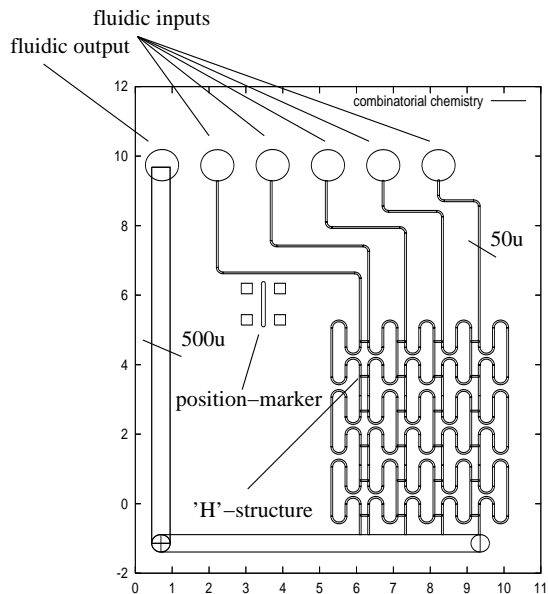 fluidic inputs
fluidic output
12
combinatorial chemistry
10
8
50u
6
500u
4
position−marker
2
'H'−structure
0
-2
0 1 2 3 4 5 6 7 8 9 10 11